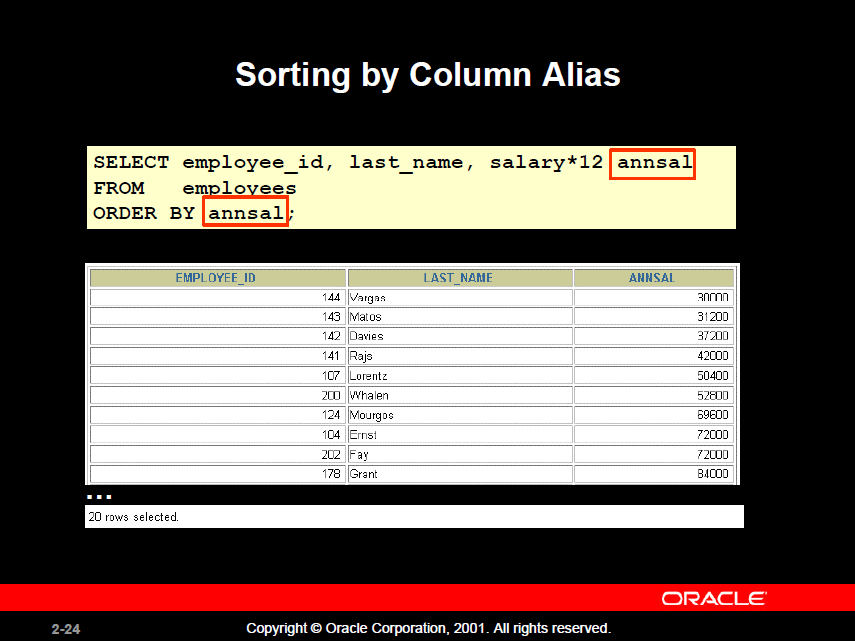 Sorting by Column Alias
SELECT employee_id, last_name, salary*12 annsal
FROM employees
ORDER BY annsal;
EMPLOYEE_ID LAST_NAME ANNSAL
144 Vargas 30000
143 Matos 31200
142 Davies 37200
141 Rajs 42000
107 Lorentz 50400
200 Whalen 52800
124 Mourgos 69600
104 Ernst 72000
202 Fay 72000
178 Grant 84000
...
20 rows selected.
ORACLE
2-24 Copyright © Oracle Corporation, 2001. All rights reserved.